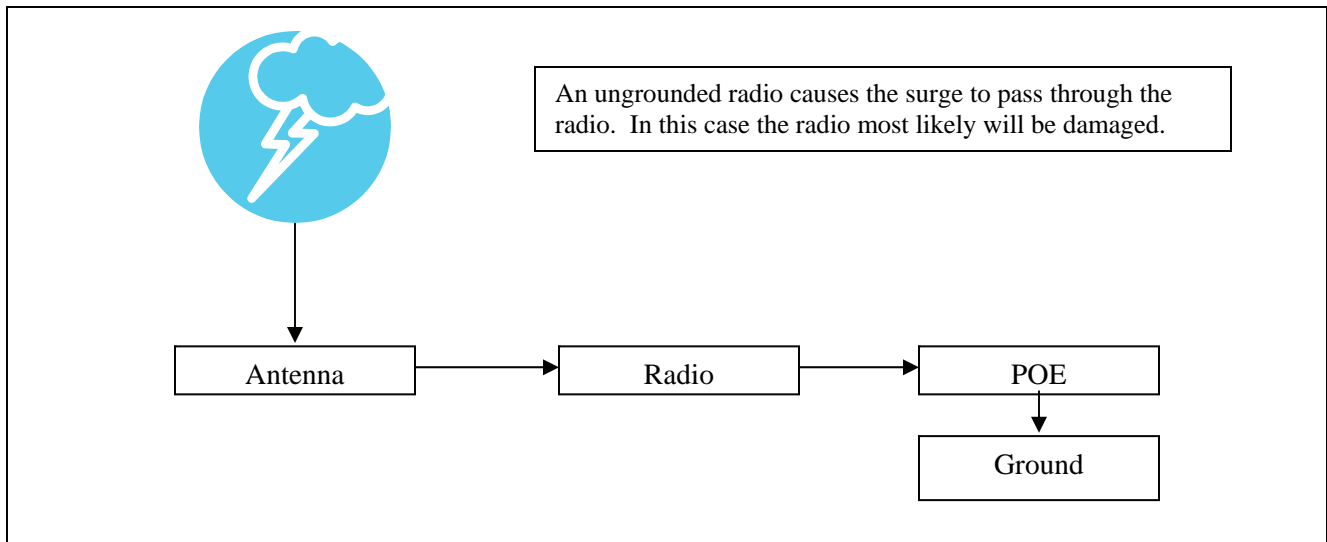 An ungrounded radio causes the surge to pass through the
radio. In this case the radio most likely will be damaged.
Antenna
Radio
POE
Ground